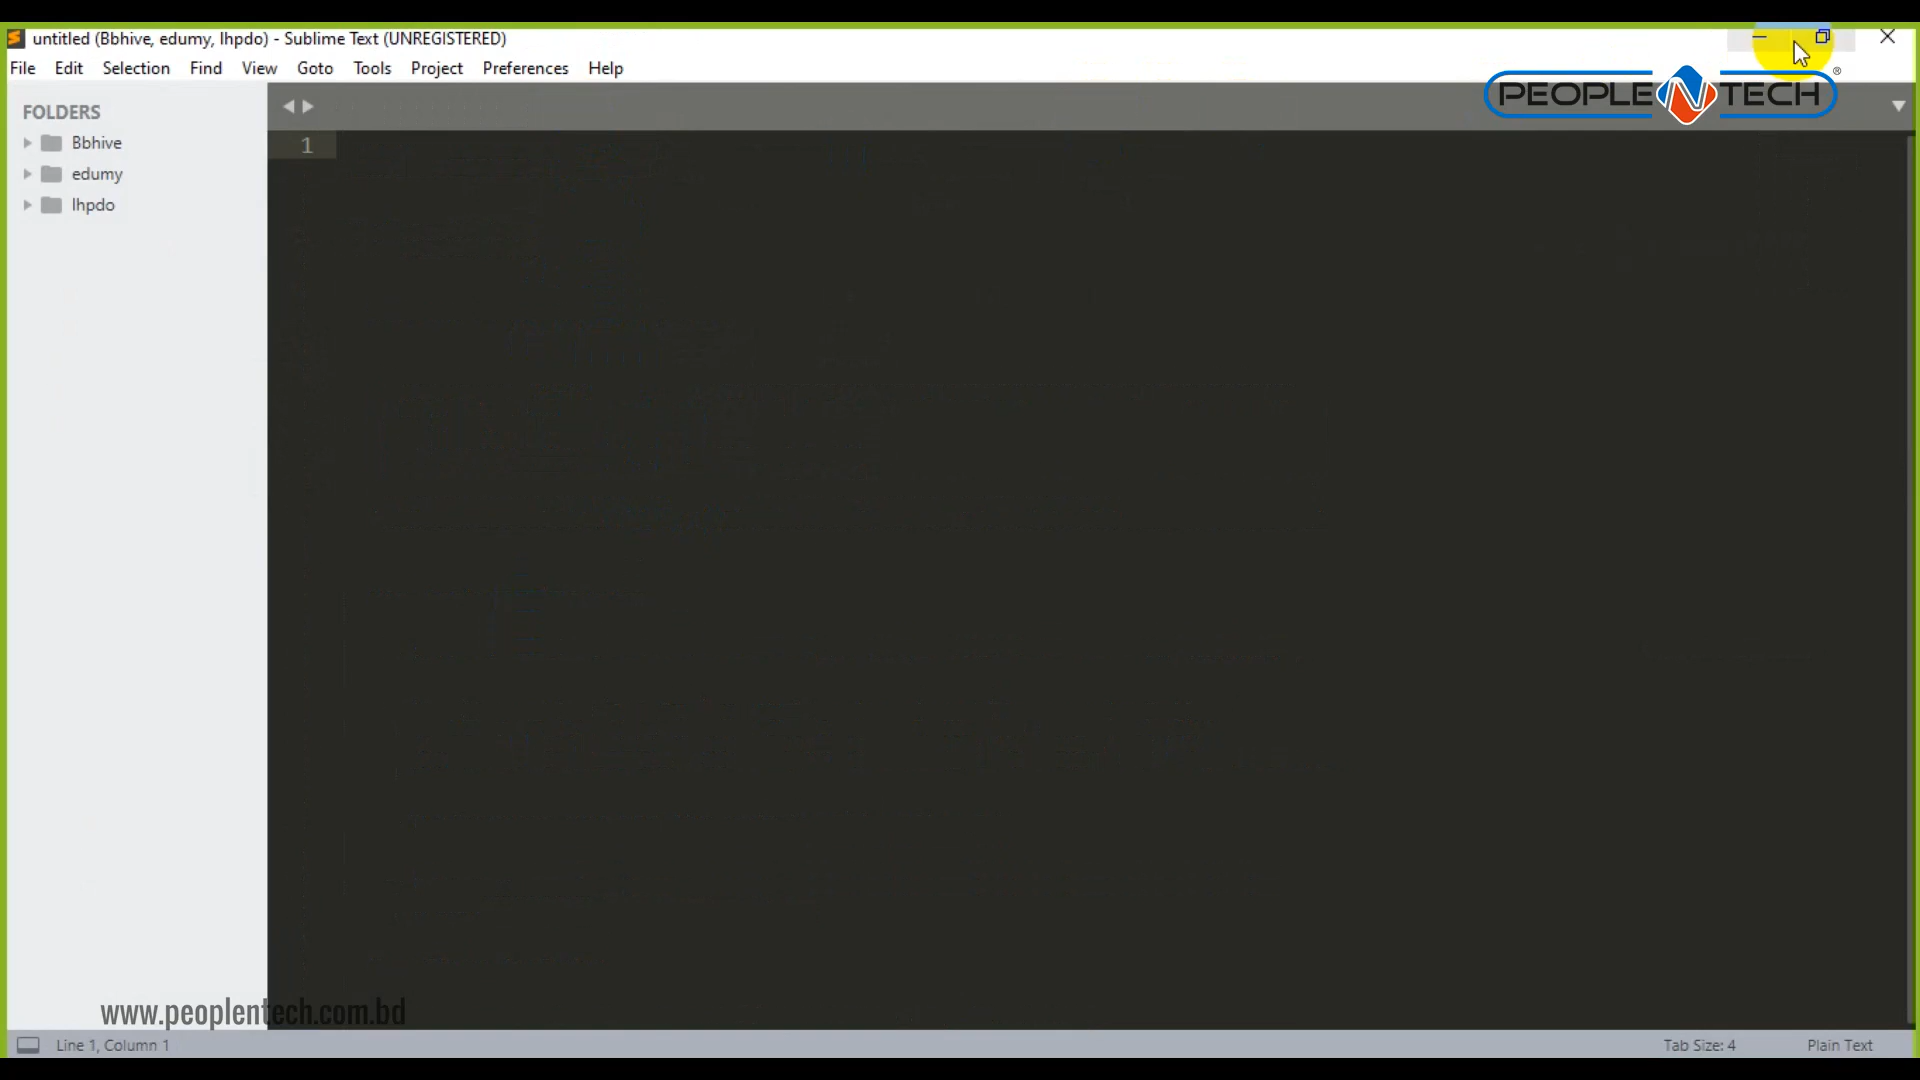 untitled (Bbhive, edumy, lhpdo) - Sublime Text (UNREGISTERED)
File Edit Selection Find View Goto Tools Project Preferences Help
PEOPLE N TECH ®
FOLDERS
Bbhive
edumy
lhpdo
1
www.peoplentech.com.bd
Line 1, Column 1
Tab Size: 4
Plain Text